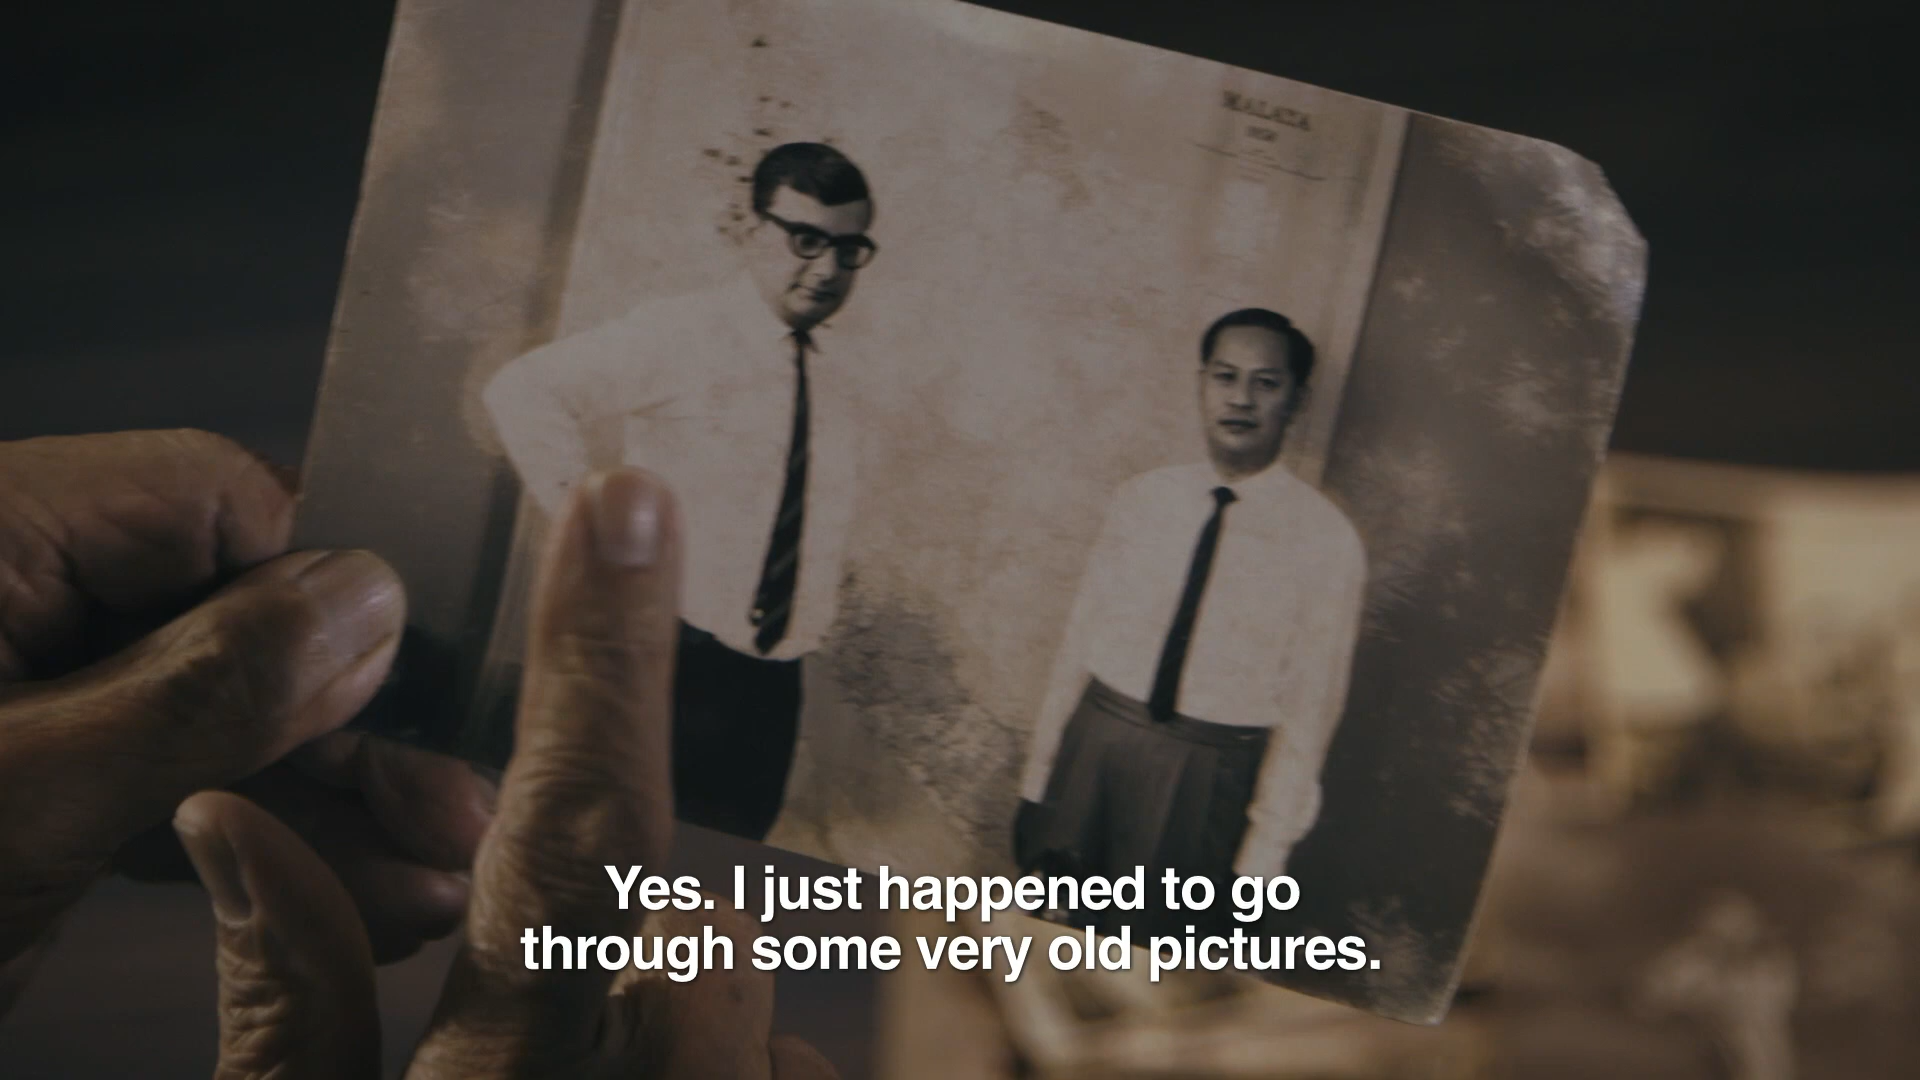 Yes. I just happened to go
through some very old pictures.